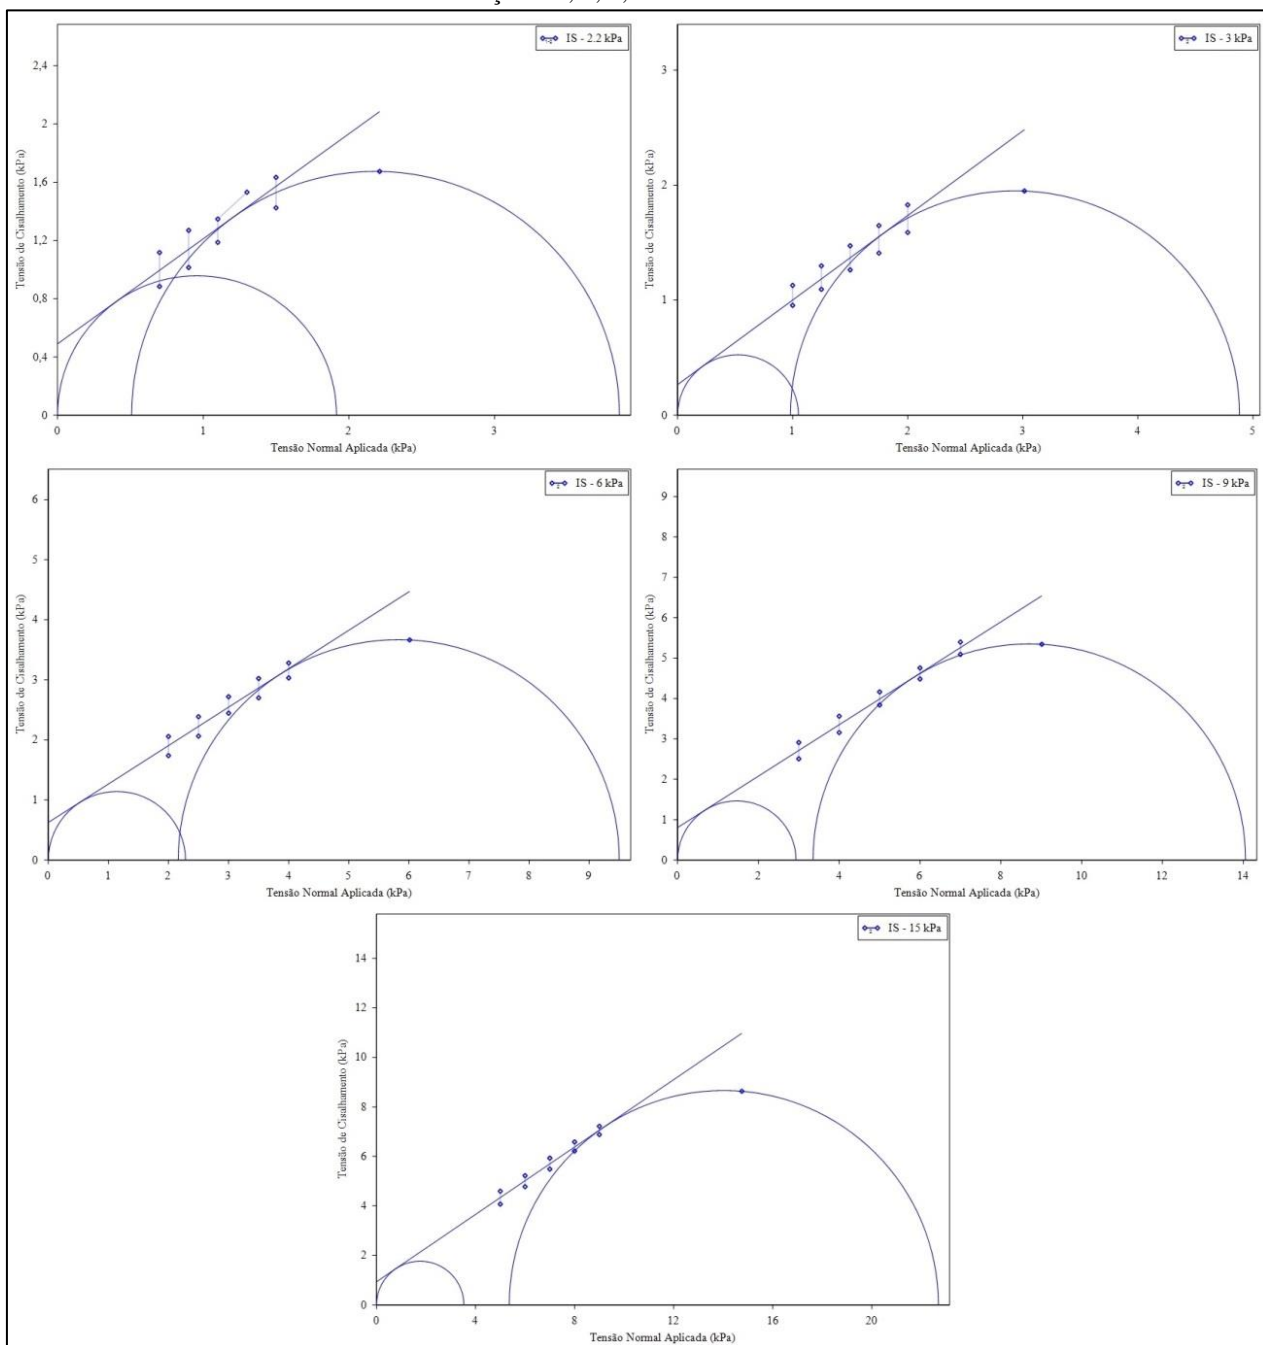 IS - 2.2 kPa
Tensão de Cisalhamento (kPa)
2,4
2
1,6
1,2
0,8
0,4
0
0 1 2 3
Tensão Normal Aplicada (kPa)
IS - 3 kPa
Tensão de Cisalhamento (kPa)
3
2
1
0
0 1 2 3 4 5
Tensão Normal Aplicada (kPa)
IS - 6 kPa
Tensão de Cisalhamento (kPa)
6
5
4
3
2
1
0
0 1 2 3 4 5 6 7 8 9
Tensão Normal Aplicada (kPa)
IS - 9 kPa
Tensão de Cisalhamento (kPa)
9
8
7
6
5
4
3
2
1
0
0 2 4 6 8 10 12 14
Tensão Normal Aplicada (kPa)
IS - 15 kPa
Tensão de Cisalhamento (kPa)
14
12
10
8
6
4
2
0
0 4 8 12 16 20
Tensão Normal Aplicada (kPa)